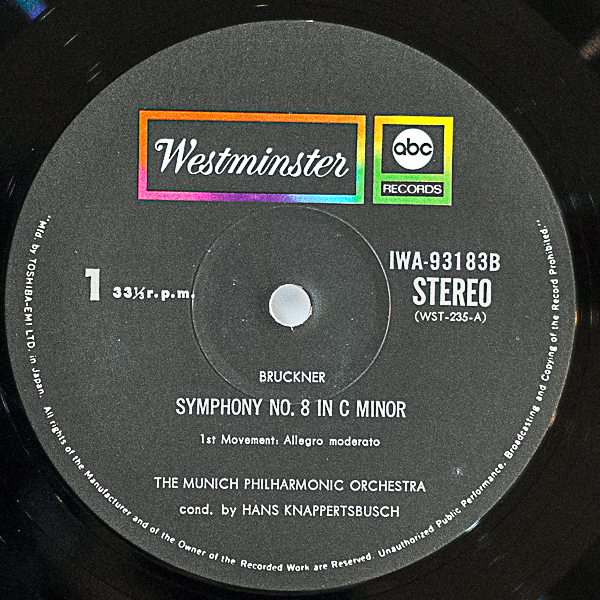 Westminster
abc
RECORDS
1 33⅓ r.p.m.
IWA-93183B
STEREO
(WST-235-A)
BRUCKNER
SYMPHONY NO. 8 IN C MINOR
1st Movement: Allegro moderato
THE MUNICH PHILHARMONIC ORCHESTRA
cond. by HANS KNAPPERTSBUSCH
"Mfd. by TOSHIBA-EMI LTD. in Japan. All rights of the Manufacturer and of the Owner of the Recorded Work are Reserved. Unauthorized Public Performance, Broadcasting and Copying of the Record Prohibited."